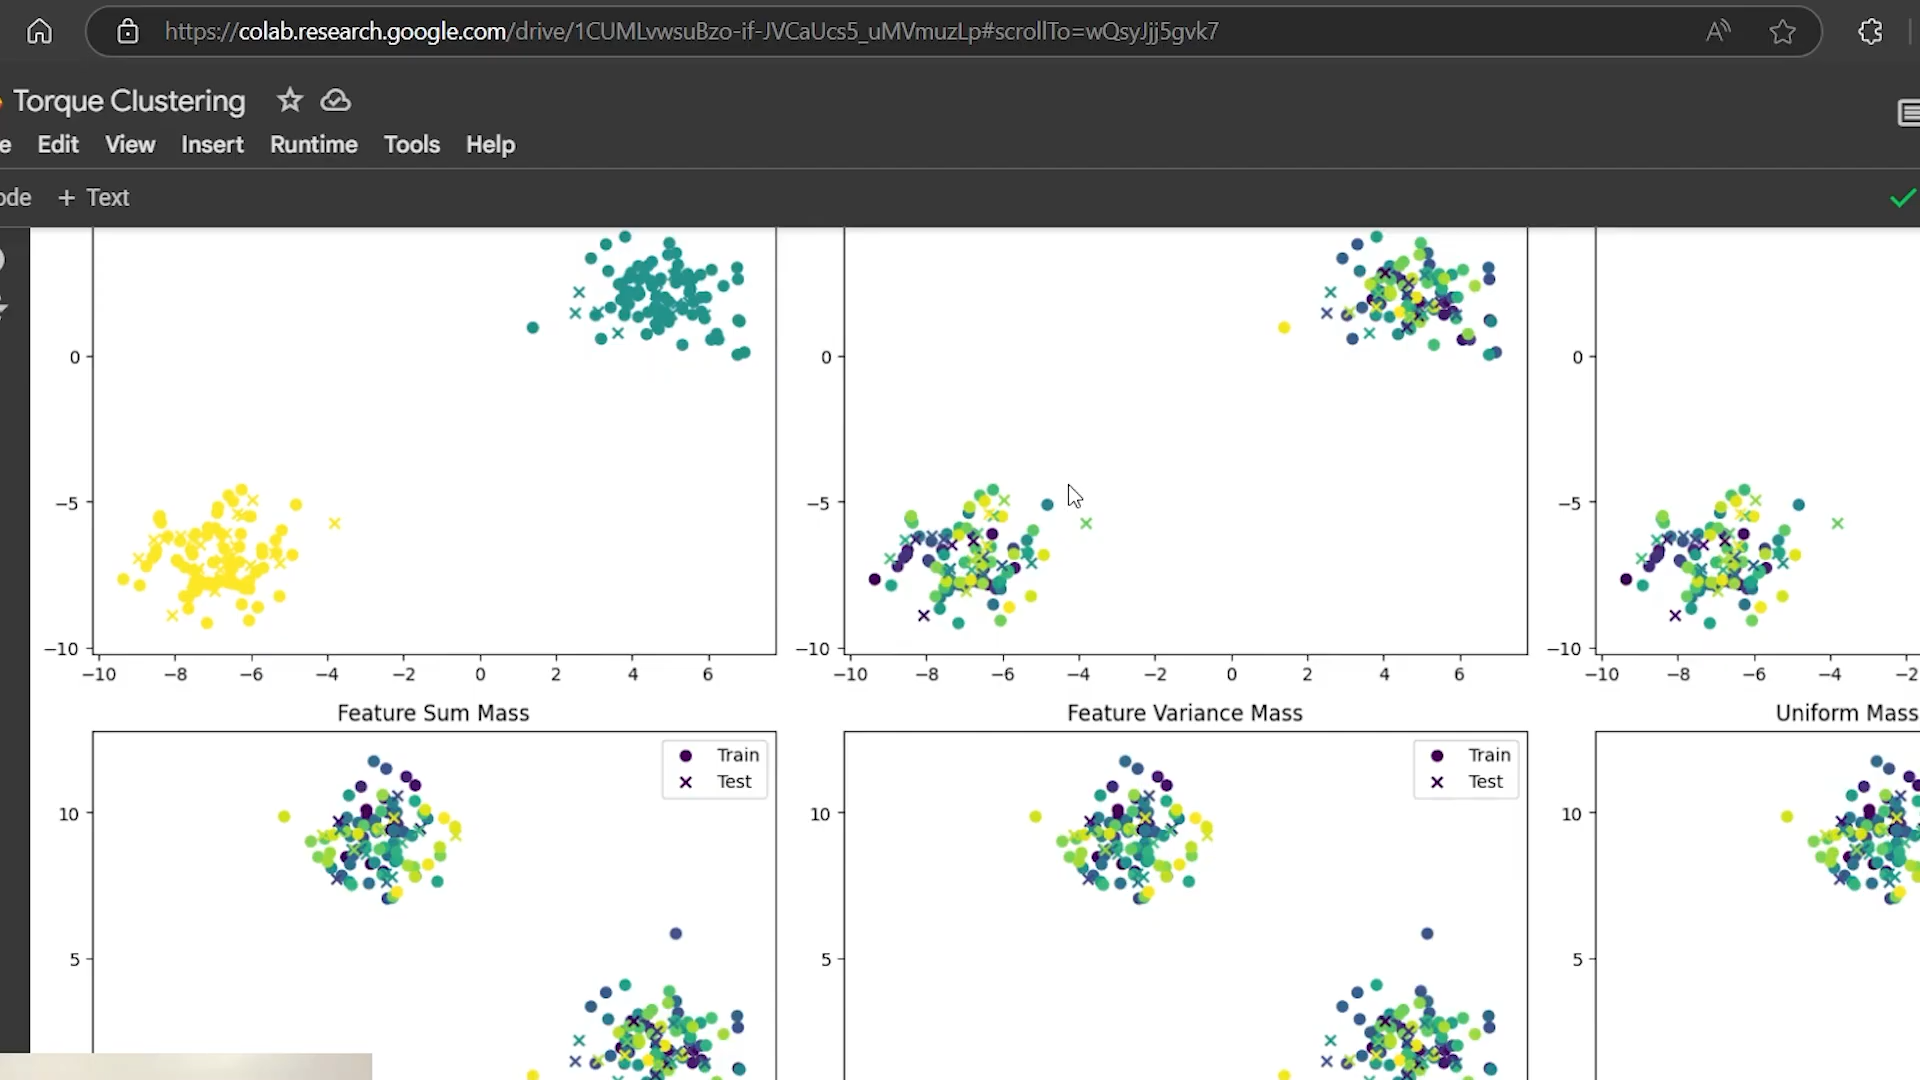 https://colab.research.google.com/drive/1CUMLvwsuBzo-if-JVCaUcs5_uMVmuzLp#scrollTo=wQsyJjj5gvk7
Torque Clustering
e Edit View Insert Runtime Tools Help
ode + Text
0 0 0
−5 −5 −5
−10 −10 −10
−10 −8 −6 −4 −2 0 2 4 6 −10 −8 −6 −4 −2 0 2 4 6 −10 −8 −6 −4 −2
Feature Sum Mass Feature Variance Mass Uniform Mass
Train Train
Test Test
10 10 10
5 5 5